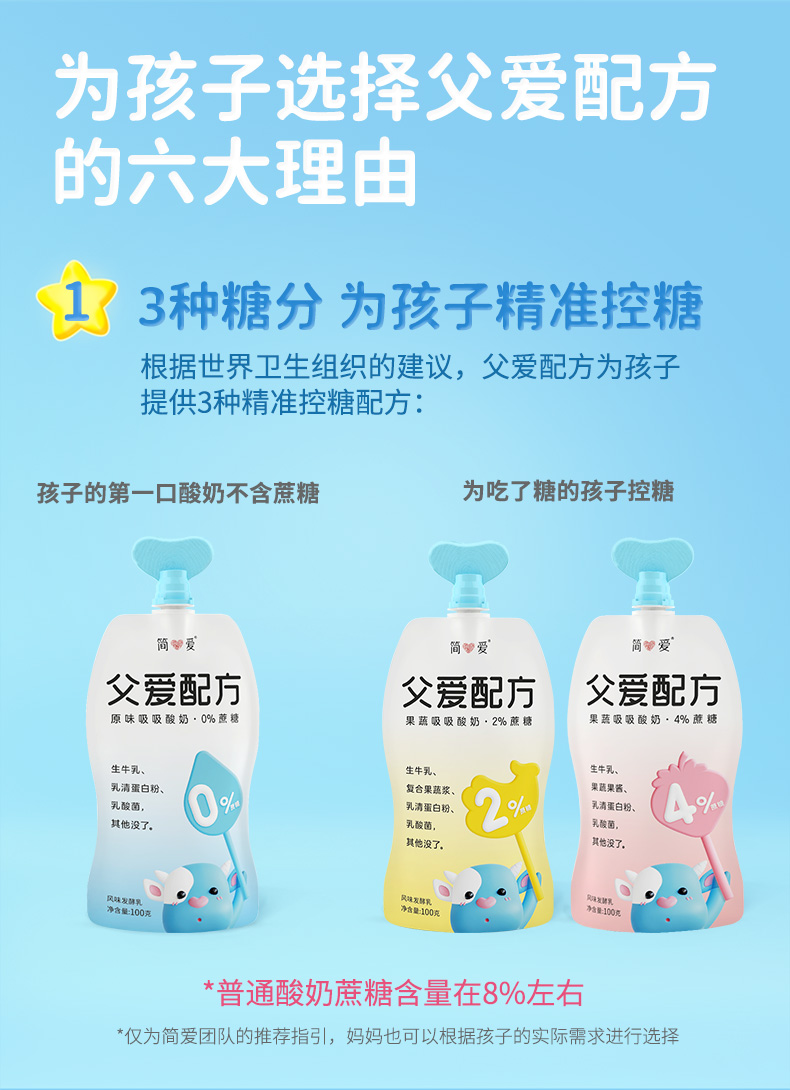 为孩子选择父爱配方
的六大理由
1
3种糖分 为孩子精准控糖
根据世界卫生组织的建议，父爱配方为孩子
提供3种精准控糖配方：
孩子的第一口酸奶不含蔗糖
为吃了糖的孩子控糖
简爱
父爱配方
原味吸吸酸奶·0%蔗糖
生牛乳、
乳清蛋白粉、
乳酸菌，
其他没了。
0%蔗糖
风味发酵乳
净含量:100克
简爱
父爱配方
果蔬吸吸酸奶·2%蔗糖
生牛乳、
复合果蔬浆、
乳清蛋白粉、
乳酸菌，
其他没了。
2%蔗糖
风味发酵乳
净含量:100克
简爱
父爱配方
果蔬吸吸酸奶·4%蔗糖
生牛乳、
果蔬果酱、
乳清蛋白粉、
乳酸菌，
其他没了。
4%蔗糖
风味发酵乳
净含量:100克
*普通酸奶蔗糖含量在8%左右
*仅为简爱团队的推荐指引，妈妈也可以根据孩子的实际需求进行选择